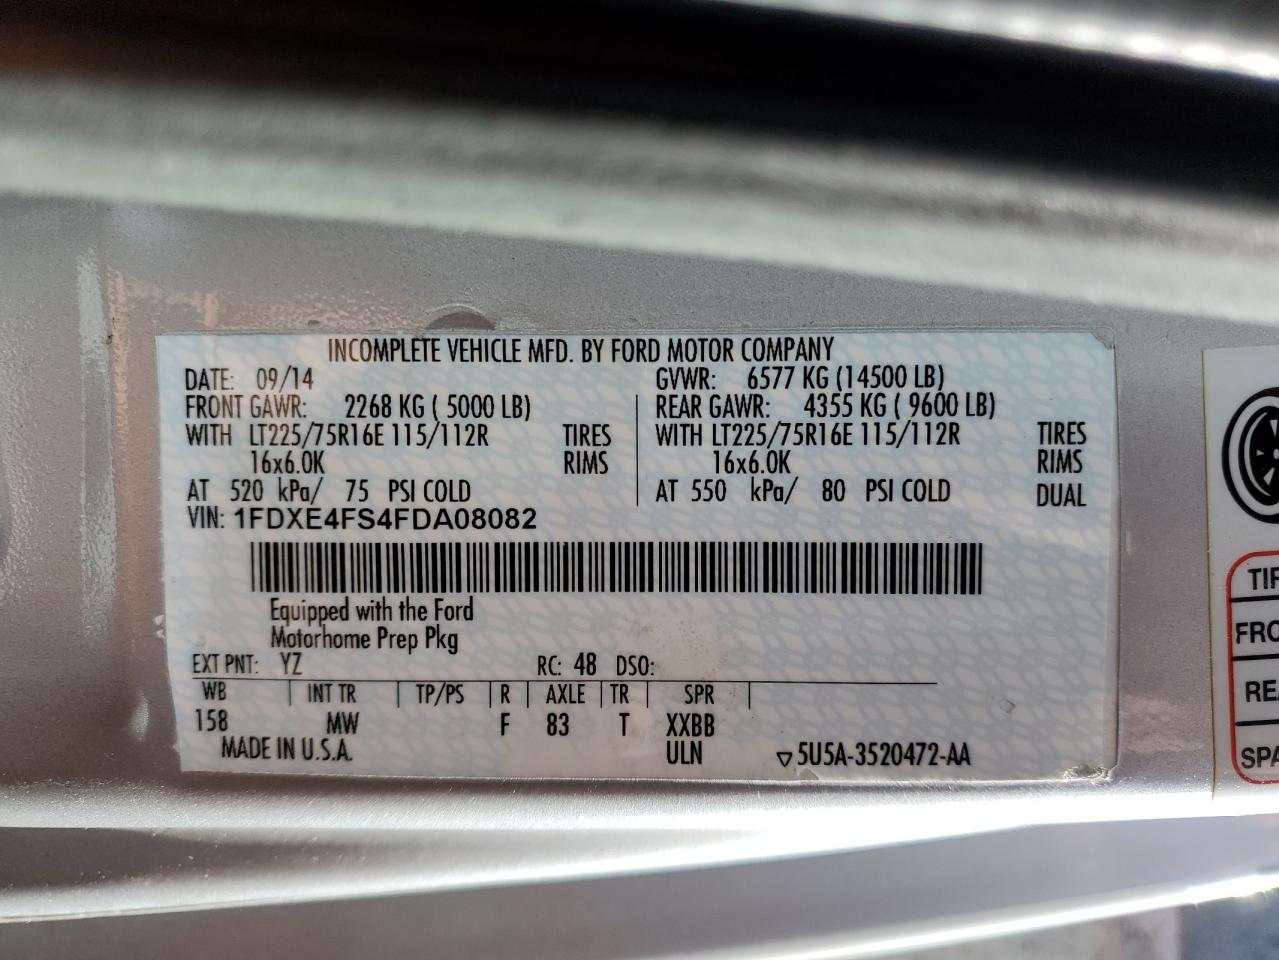 INCOMPLETE VEHICLE MFD. BY FORD MOTOR COMPANY
DATE: 09/14 GVWR: 6577 KG (14500 LB)
FRONT GAWR: 2268 KG ( 5000 LB) REAR GAWR: 4355 KG ( 9600 LB)
WITH LT225/75R16E 115/112R TIRES WITH LT225/75R16E 115/112R TIRES
16x6.0K RIMS 16x6.0K RIMS
AT 520 kPa/ 75 PSI COLD AT 550 kPa/ 80 PSI COLD DUAL
VIN: 1FDXE4FS4FDA08082
Equipped with the Ford
Motorhome Prep Pkg
EXT PNT: YZ RC: 48 DSO:
WB INT TR TP/PS R AXLE TR SPR
158 MW F 83 T XXBB
MADE IN U.S.A. ULN ▽5U5A-3520472-AA